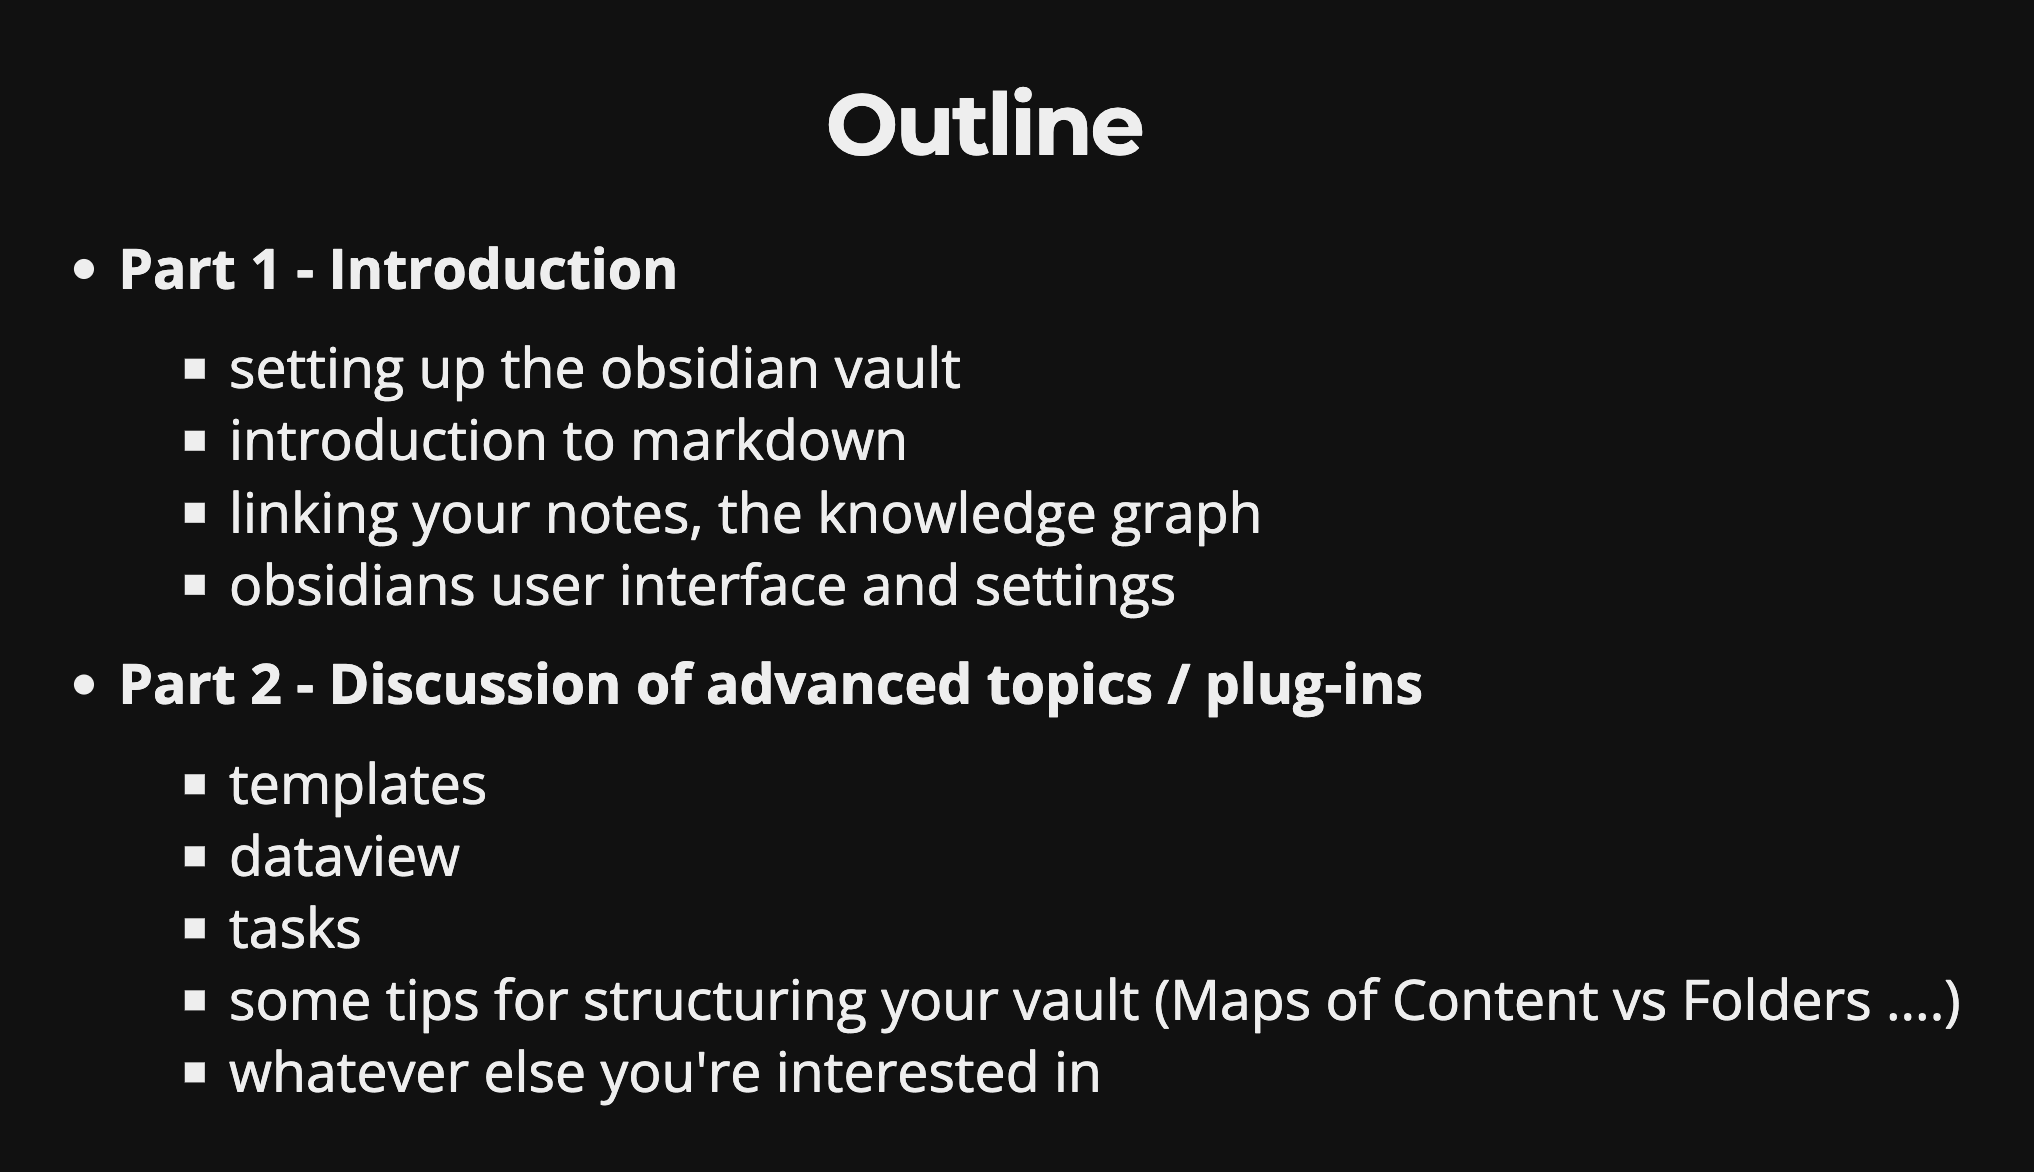 Outline
Part 1 - Introduction
setting up the obsidian vault
introduction to markdown
linking your notes, the knowledge graph
obsidians user interface and settings
Part 2 - Discussion of advanced topics / plug-ins
templates
dataview
tasks
some tips for structuring your vault (Maps of Content vs Folders ....)
whatever else you're interested in